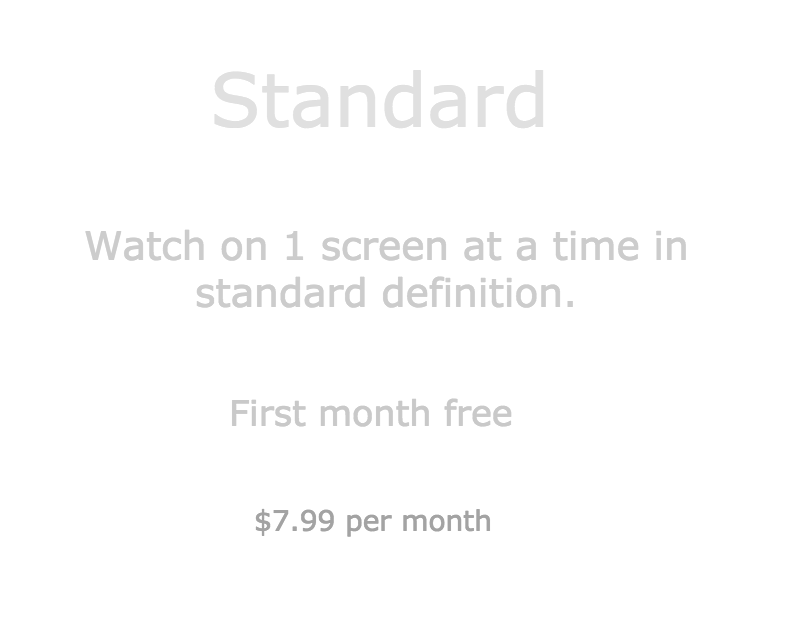 Standard
Watch on 1 screen at a time in
standard definition.
First month free
$7.99 per month